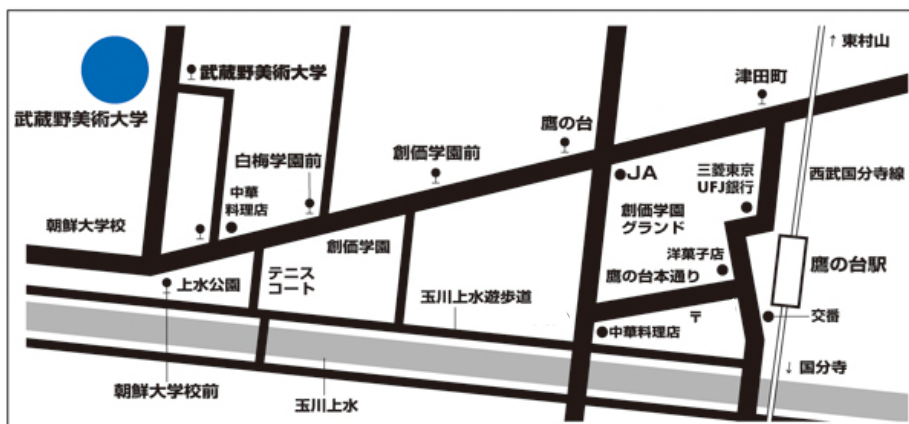 ↑ 東村山
武蔵野美術大学
津田町
武蔵野美術大学
鷹の台
創価学園前
白梅学園前
三菱東京
UFJ銀行
JA
西武国分寺線
中華
料理店
朝鮮大学校
創価学園
グランド
創価学園
洋菓子店
鷹の台駅
上水公園
テニス
コート
鷹の台本通り
玉川上水遊歩道
〒
交番
中華料理店
↓ 国分寺
朝鮮大学校前
玉川上水